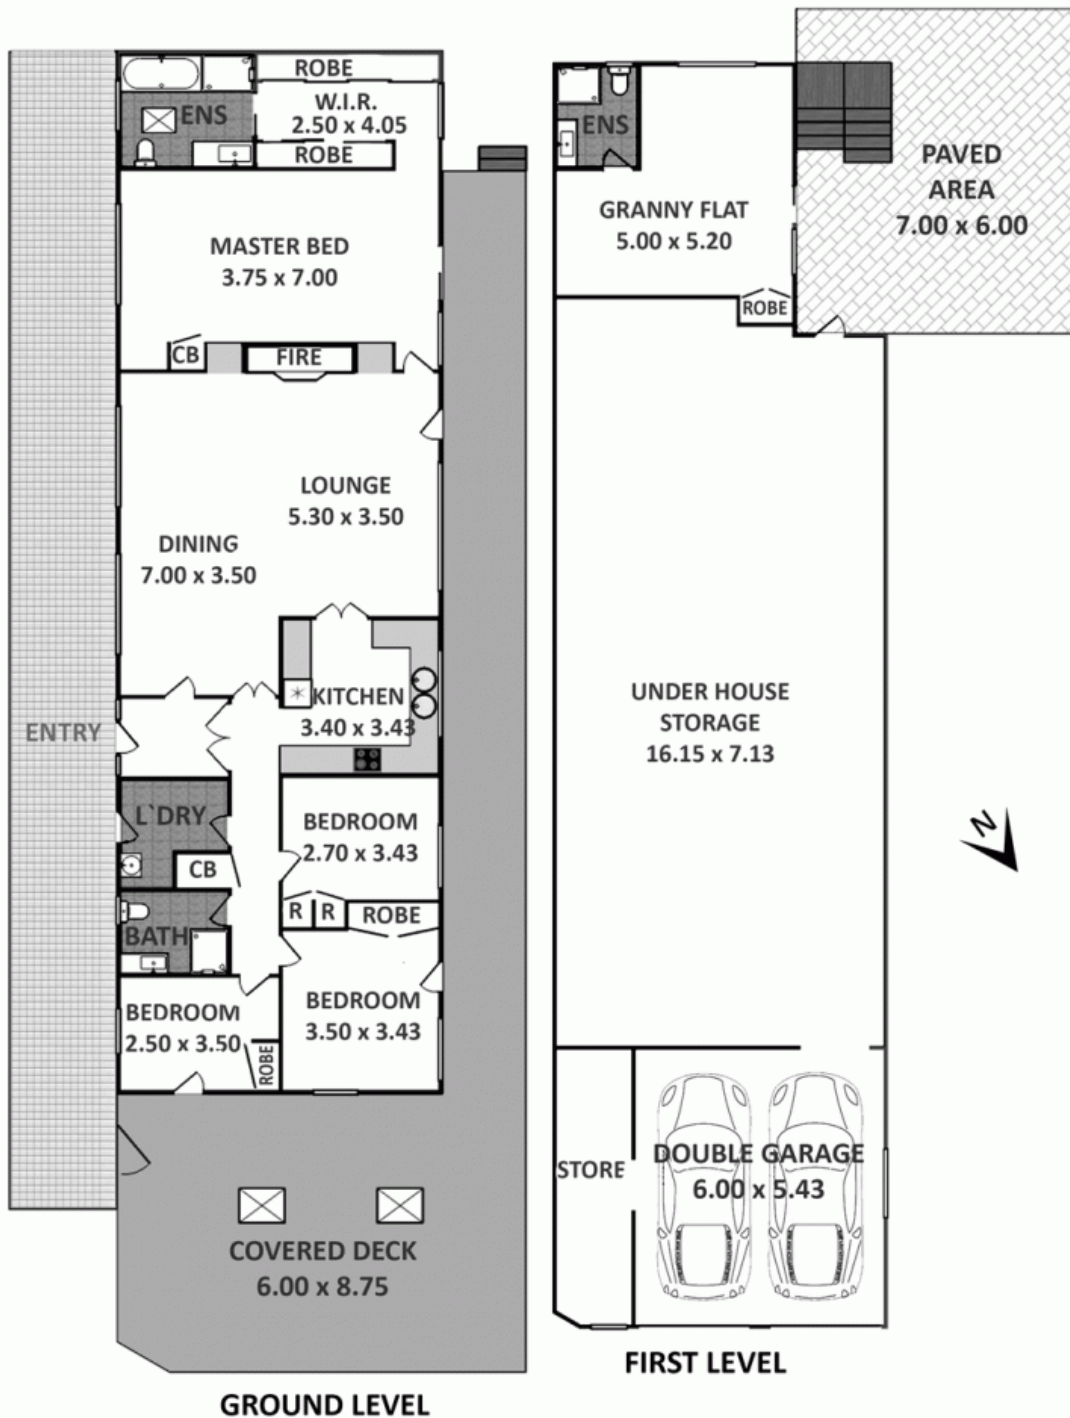 ROBE
W.I.R.
2.50 x 4.05
ENS
ROBE
MASTER BED
3.75 x 7.00
CB
FIRE
LOUNGE
5.30 x 3.50
DINING
7.00 x 3.50
KITCHEN
3.40 x 3.43
ENTRY
L`DRY
CB
BEDROOM
2.70 x 3.43
R
R
ROBE
BATH
BEDROOM
2.50 x 3.50
ROBE
BEDROOM
3.50 x 3.43
COVERED DECK
6.00 x 8.75
GROUND LEVEL
ENS
GRANNY FLAT
5.00 x 5.20
ROBE
PAVED
AREA
7.00 x 6.00
UNDER HOUSE
STORAGE
16.15 x 7.13
N
STORE
DOUBLE GARAGE
6.00 x 5.43
FIRST LEVEL